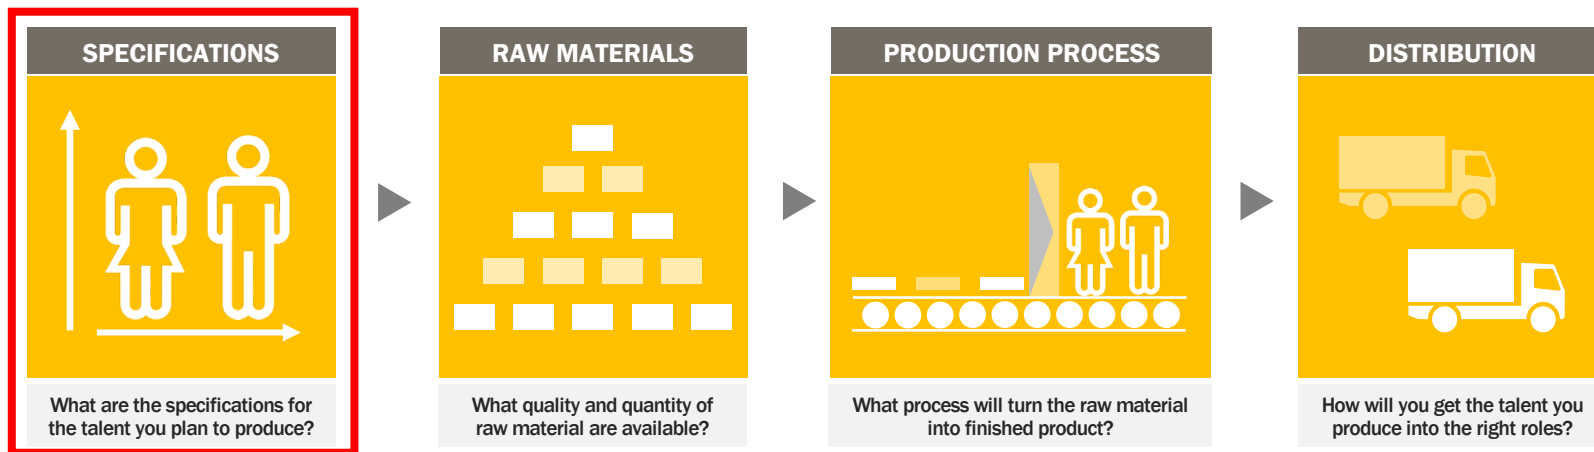 SPECIFICATIONS
What are the specifications for
the talent you plan to produce?
RAW MATERIALS
What quality and quantity of
raw material are available?
PRODUCTION PROCESS
What process will turn the raw material
into finished product?
DISTRIBUTION
How will you get the talent you
produce into the right roles?